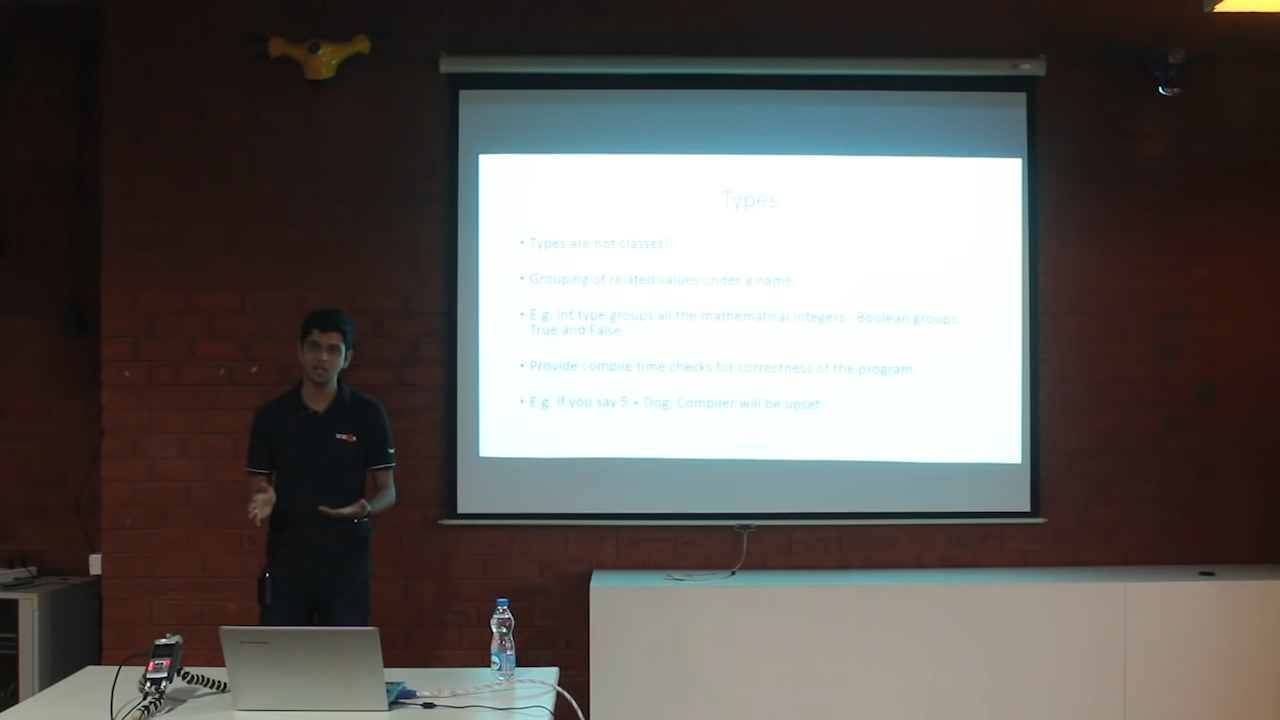 Types
• Types are not classes!
• Grouping of related values under a name
• E.g. Int type groups all the mathematical integers. Boolean groups
True and False.
• Provide compile time checks for correctness of the program
• E.g. If you say 5 + Dog, Compiler will be upset